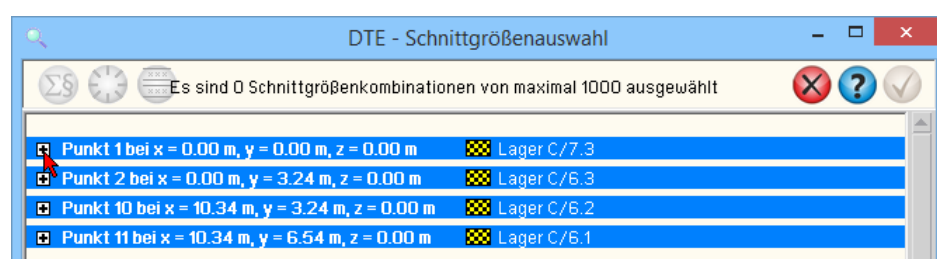 DTE - Schnittgrößenauswahl
Σ§ Es sind 0 Schnittgrößenkombinationen von maximal 1000 ausgewählt ?
Punkt 1 bei x = 0.00 m, y = 0.00 m, z = 0.00 m Lager C/7.3
Punkt 2 bei x = 0.00 m, y = 3.24 m, z = 0.00 m Lager C/6.3
Punkt 10 bei x = 10.34 m, y = 3.24 m, z = 0.00 m Lager C/6.2
Punkt 11 bei x = 10.34 m, y = 6.54 m, z = 0.00 m Lager C/6.1